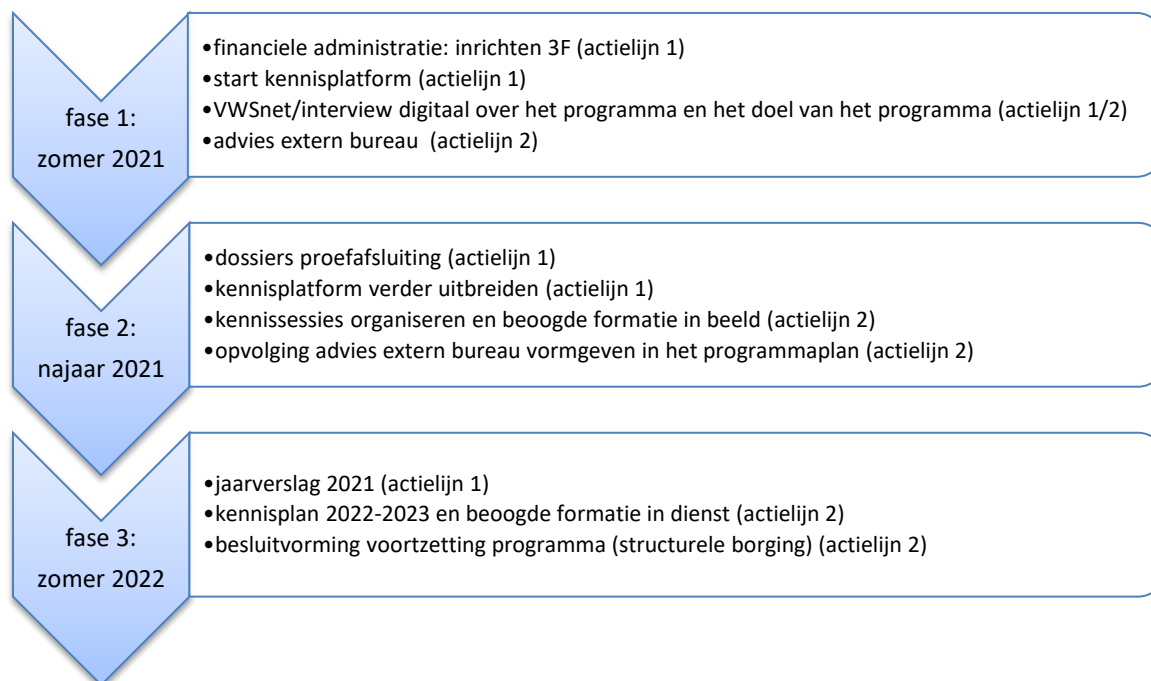 fase 1:
zomer 2021
•financiele administratie: inrichten 3F (actielijn 1)
•start kennisplatform (actielijn 1)
•VWSnet/interview digitaal over het programma en het doel van het programma (actielijn 1/2)
•advies extern bureau  (actielijn 2)
fase 2:
najaar 2021
•dossiers proefafsluiting (actielijn 1)
•kennisplatform verder uitbreiden (actielijn 1)
•kennissessies organiseren en beoogde formatie in beeld (actielijn 2)
•opvolging advies extern bureau vormgeven in het programmaplan (actielijn 2)
fase 3:
zomer 2022
•jaarverslag 2021 (actielijn 1)
•kennisplan 2022-2023 en beoogde formatie in dienst (actielijn 2)
•besluitvorming voortzetting programma (structurele borging) (actielijn 2)